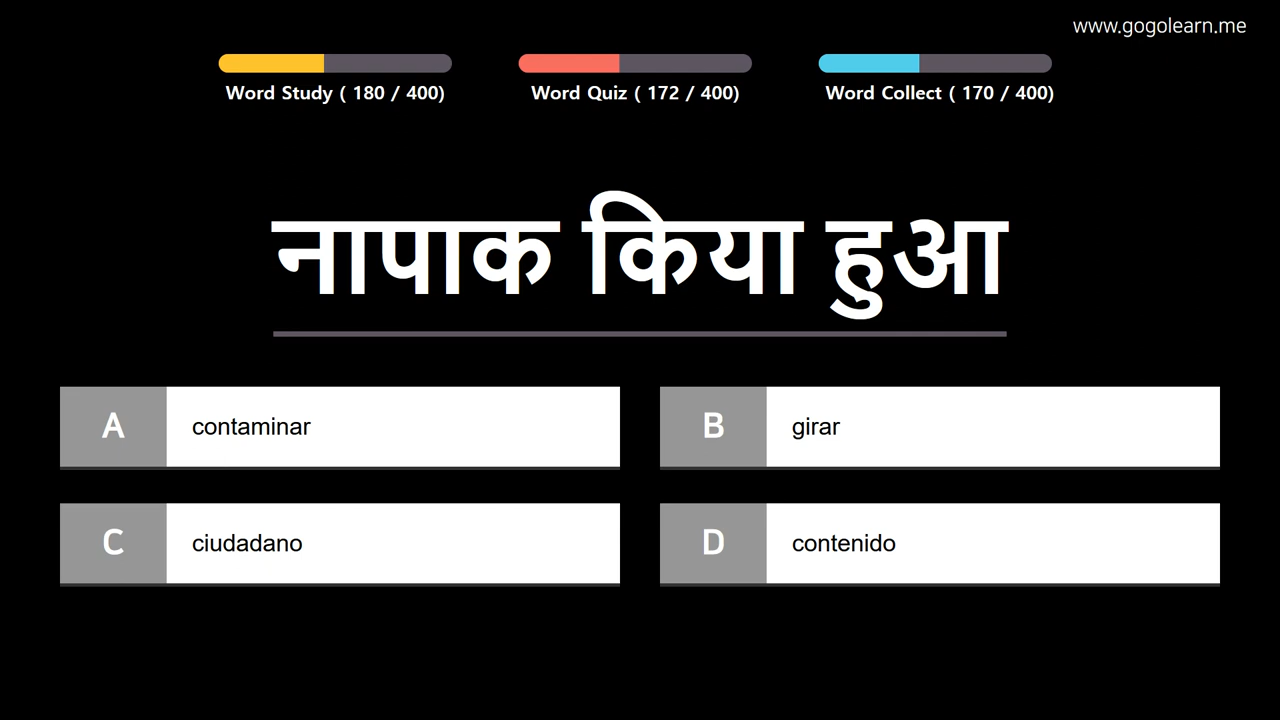 www.gogolearn.me
Word Study ( 180 / 400)
Word Quiz ( 172 / 400)
Word Collect ( 170 / 400)
नापाक किया हुआ
A contaminar
B girar
C ciudadano
D contenido